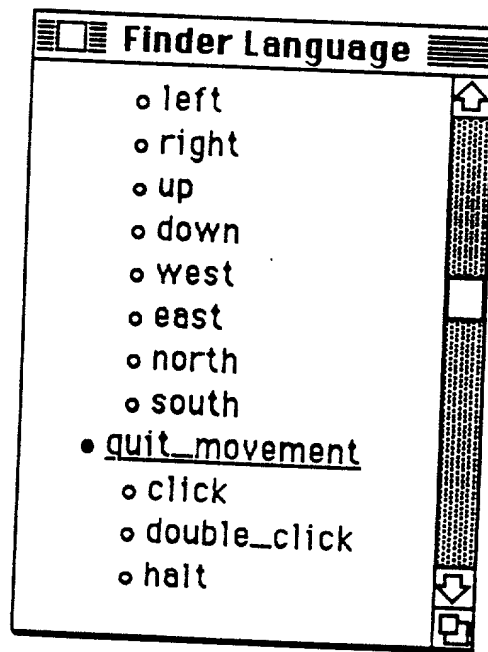 Finder Language
left
right
up
down
west
east
north
south
quit_movement
click
double_click
halt